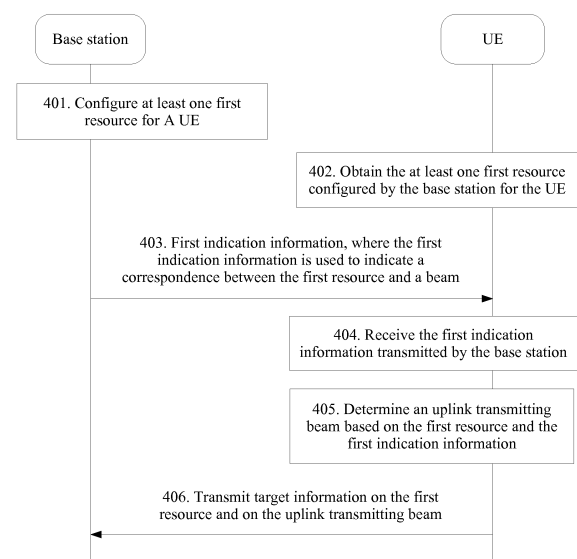 Base station
UE
401. Configure at least one first
resource for A UE
402. Obtain the at least one first resource
configured by the base station for the UE
403. First indication information, where the first
indication information is used to indicate a
correspondence between the first resource and a beam
404. Receive the first indication
information transmitted by the base station
405. Determine an uplink transmitting
beam based on the first resource and the
first indication information
406. Transmit target information on the first
resource and on the uplink transmitting beam